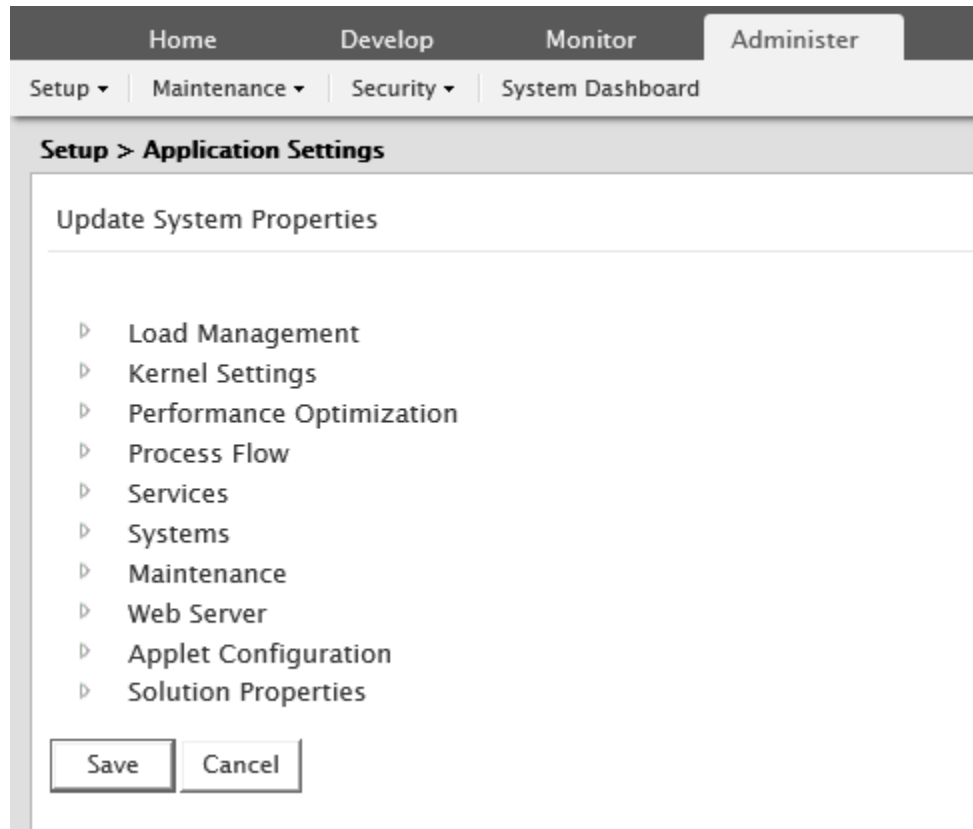 Home Develop Monitor Administer
Setup Maintenance Security System Dashboard
Setup > Application Settings
Update System Properties
Load Management
Kernel Settings
Performance Optimization
Process Flow
Services
Systems
Maintenance
Web Server
Applet Configuration
Solution Properties
Save Cancel